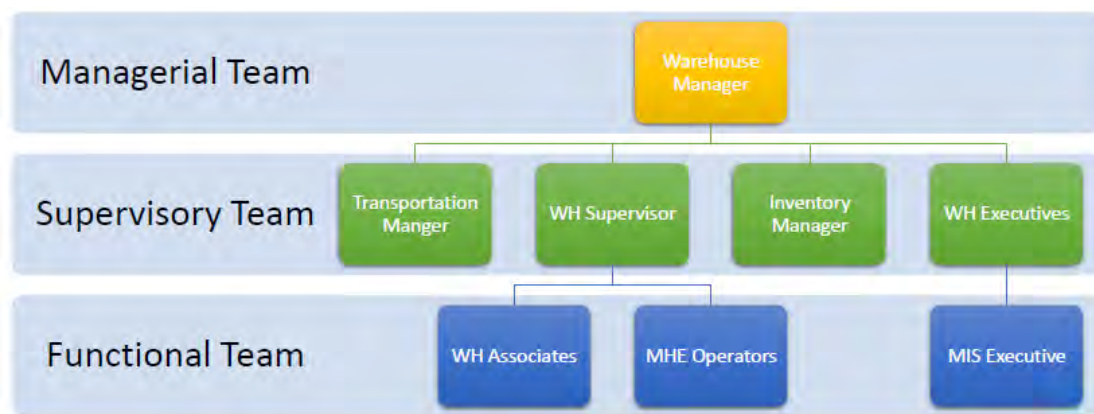 Managerial Team
Warehouse
Manager
Supervisory Team
Transportation
Manger
WH Supervisor
Inventory
Manager
WH Executives
Functional Team
WH Associates
MHE Operators
MIS Executive